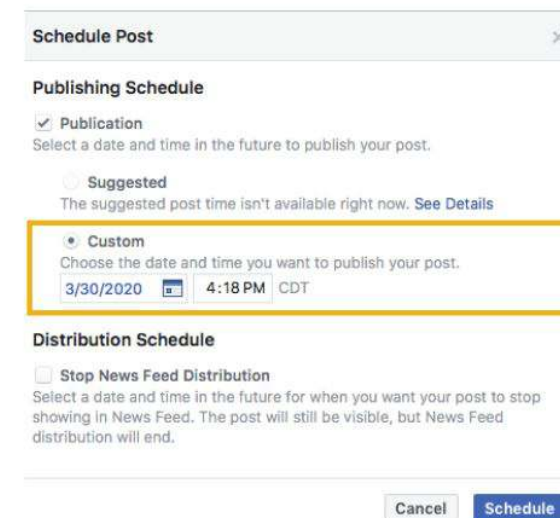 Schedule Post
Publishing Schedule
Publication
Select a date and time in the future to publish your post.
Suggested
The suggested post time isn't available right now. See Details
Custom
Choose the date and time you want to publish your post.
3/30/2020 4:18 PM CDT
Distribution Schedule
Stop News Feed Distribution
Select a date and time in the future for when you want your post to stop
showing in News Feed. The post will still be visible, but News Feed
distribution will end.
Cancel Schedule